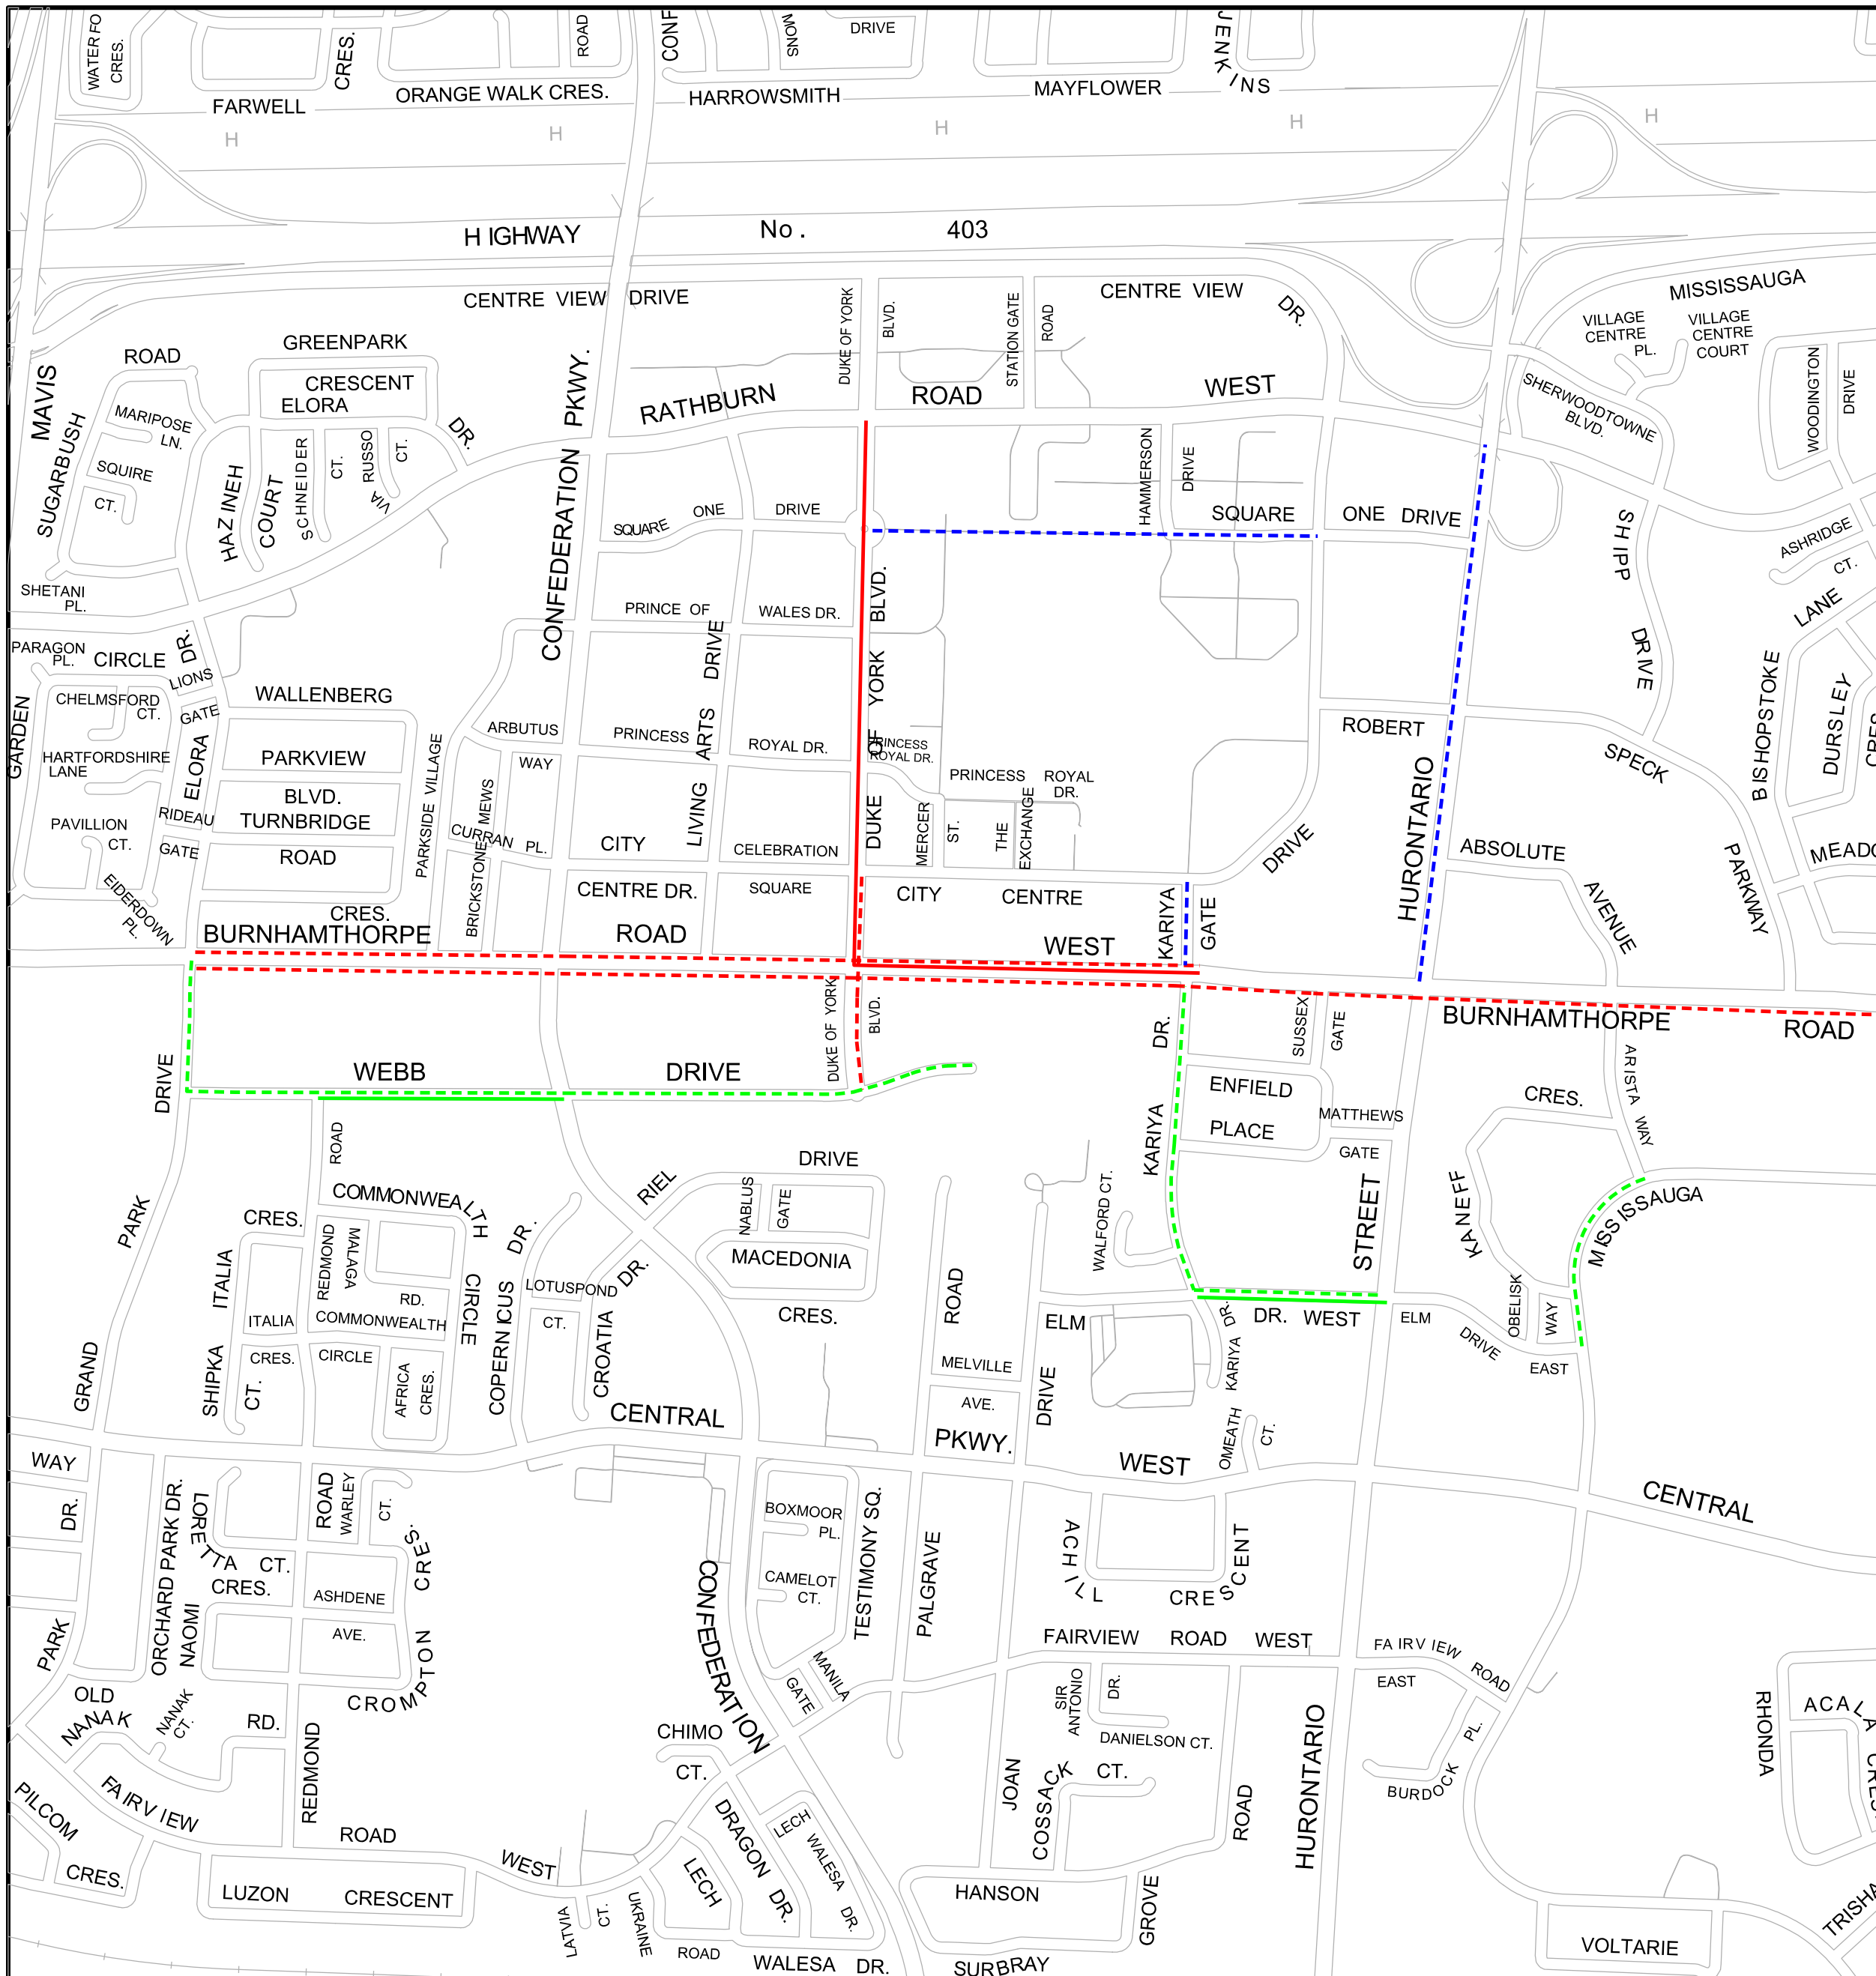 WATER FO
CRES.
CRES.
ROAD
CONF
SNOW
DRIVE
JENKINS
FARWELL
ORANGE WALK CRES.
HARROWSMITH
MAYFLOWER
H
H
H
H
H
HIGHWAY No. 403
CENTRE VIEW DRIVE
DUKE OF YORK
BLVD.
STATION GATE
ROAD
CENTRE VIEW
DR.
MISSISSAUGA
VILLAGE
CENTRE
PL.
VILLAGE
CENTRE
COURT
WOODINGTON
DRIVE
SHERWOODTOWNE
BLVD.
MAVIS
ROAD
GREENPARK
CRESCENT
ELORA
DR.
SUGARBUSH
MARIPOSE
LN.
SQUIRE
CT.
HAZINEH
COURT
SCHNEIDER
CT.
RUSSO
CT.
VIA
CONFEDERATION PKWY.
RATHBURN
ROAD
WEST
HAMMERSON
DRIVE
SQUARE ONE DRIVE
SQUARE ONE DRIVE
SHIPP
DRIVE
ASHRIDGE
CT.
LANE
SHETANI
PL.
PARAGON
PL.
CIRCLE
DR.
LIONS
GATE
CHELMSFORD
CT.
GARDEN
HARTFORDSHIRE
LANE
ELORA
PAVILLION
CT.
RIDEAU
GATE
EIDERDOWN
PL.
WALLENBERG
PARKVIEW
BLVD.
TURNBRIDGE
ROAD
CRES.
PARKSIDE VILLAGE
BRICKSTONE MEWS
CURRAN PL.
ARBUTUS
WAY
PRINCE OF WALES DR.
LIVING ARTS DRIVE
PRINCESS ROYAL DR.
DUKE OF YORK BLVD.
PRINCESS
ROYAL DR.
PRINCESS ROYAL
DR.
MERCER
ST.
THE
EXCHANGE
CITY
CENTRE DR.
CELEBRATION
SQUARE
CITY CENTRE
DRIVE
KARIYA
GATE
HURONTARIO
ROBERT
SPECK
PARKWAY
ABSOLUTE
AVENUE
BISHOPSTOKE
DURSLEY
CRES
MEADO
BURNHAMTHORPE ROAD WEST
BURNHAMTHORPE ROAD
DUKE OF YORK
BLVD.
WEBB DRIVE
DRIVE
PARK
GRAND
KARIYA DR.
SUSSEX
GATE
ENFIELD
PLACE
MATTHEWS
GATE
STREET
CRES.
ARISTA WAY
KANEFF
MISSISSAUGA
OBELISK
WAY
ROAD
COMMONWEALTH
CIRCLE
CRES.
ITALIA
REDMOND
MALAGA
RD.
COMMONWEALTH
ITALIA
CRES.
CIRCLE
SHIPKA
CT.
AFRICA
CRES.
COPERNICUS
DR.
LOTUSPOND
CT.
CROATIA
DR.
RIEL
DRIVE
NABLUS
GATE
MACEDONIA
CRES.
ROAD
WALFORD CT.
ELM
DR. WEST
KARIYA DR.
ELM
DRIVE
EAST
MELVILLE
AVE.
DRIVE
OMEATH
CT.
CENTRAL
PKWY.
WEST
CENTRAL
WAY
DR.
PARK
ORCHARD PARK DR.
LORETTA CT.
ROAD
WARLEY
CT.
CRES.
NAOMI
ASHDENE
AVE.
CROMPTON CRES.
OLD
NANAK
NANAK
CT.
RD.
REDMOND
BOXMOOR
PL.
CAMELOT
CT.
TESTIMONY SQ.
PALGRAVE
CONFEDERATION
MANILA
GATE
ACHILL CRESCENT
FAIRVIEW ROAD WEST
FAIRVIEW ROAD
EAST
SIR
ANTONIO
DR.
DANIELSON CT.
JOAN
COSSACK CT.
ROAD
GROVE
HURONTARIO
BURDOCK PL.
RHONDA
ACALA CRES.
PILCOM
CRES.
FAIRVIEW
ROAD
WEST
LUZON CRESCENT
CHIMO
CT.
DRAGON DR.
LECH
WALESA DR.
LECH
LATVIA
CT.
UKRAINE
ROAD
WALESA DR.
HANSON
SURBRAY
VOLTARIE
TRISHA